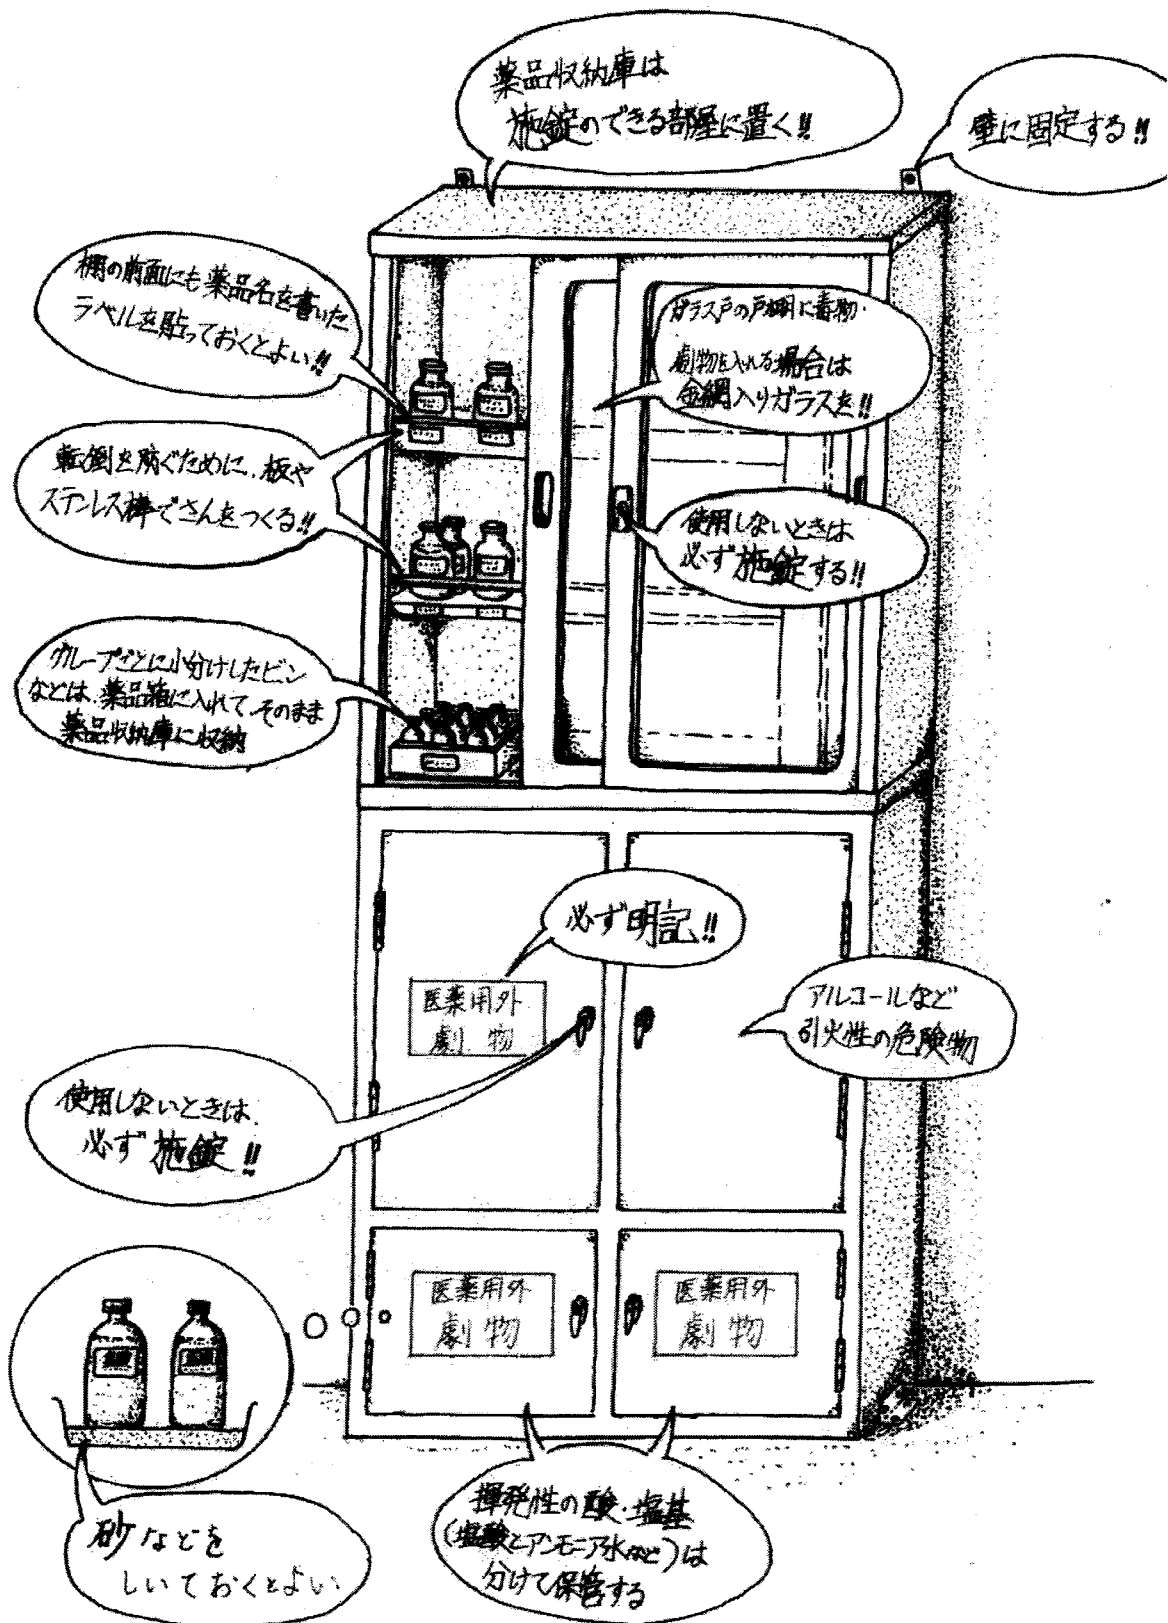 薬品収納庫は
施錠のできる部屋に置く!!
壁に固定する!!
棚の前面にも薬品名を書いた
ラベルを貼っておくとよい!!
ガラス戸の戸棚に毒物・
劇物を入れる場合は
金網入りガラスを!!
転倒を防ぐために、板や
ステンレス棒でさんをつくる!!
使用しないときは
必ず施錠する!!
グループごとに小分けしたビン
などは、薬品箱に入れて、そのまま
薬品収納庫に収納
必ず明記!!
医薬用外
劇物
アルコールなど
引火性の危険物
使用しないときは、
必ず施錠!!
医薬用外
劇物
医薬用外
劇物
砂などを
しいておくとよい
揮発性の酸・塩基
(塩酸とアンモニア水など)は
分けて保管する